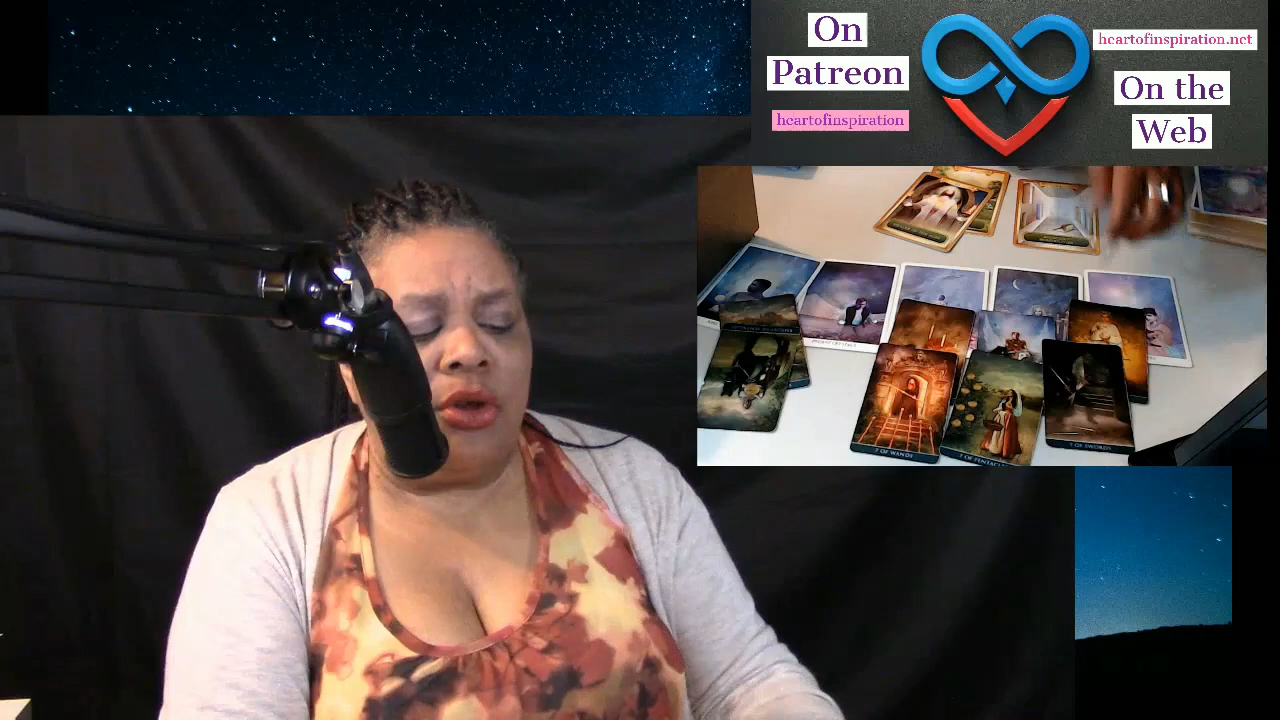 On
Patreon
heartofinspiration
heartofinspiration.net
On the
Web
7 OF WANDS
7 OF PENTACLES
7 OF SWORDS